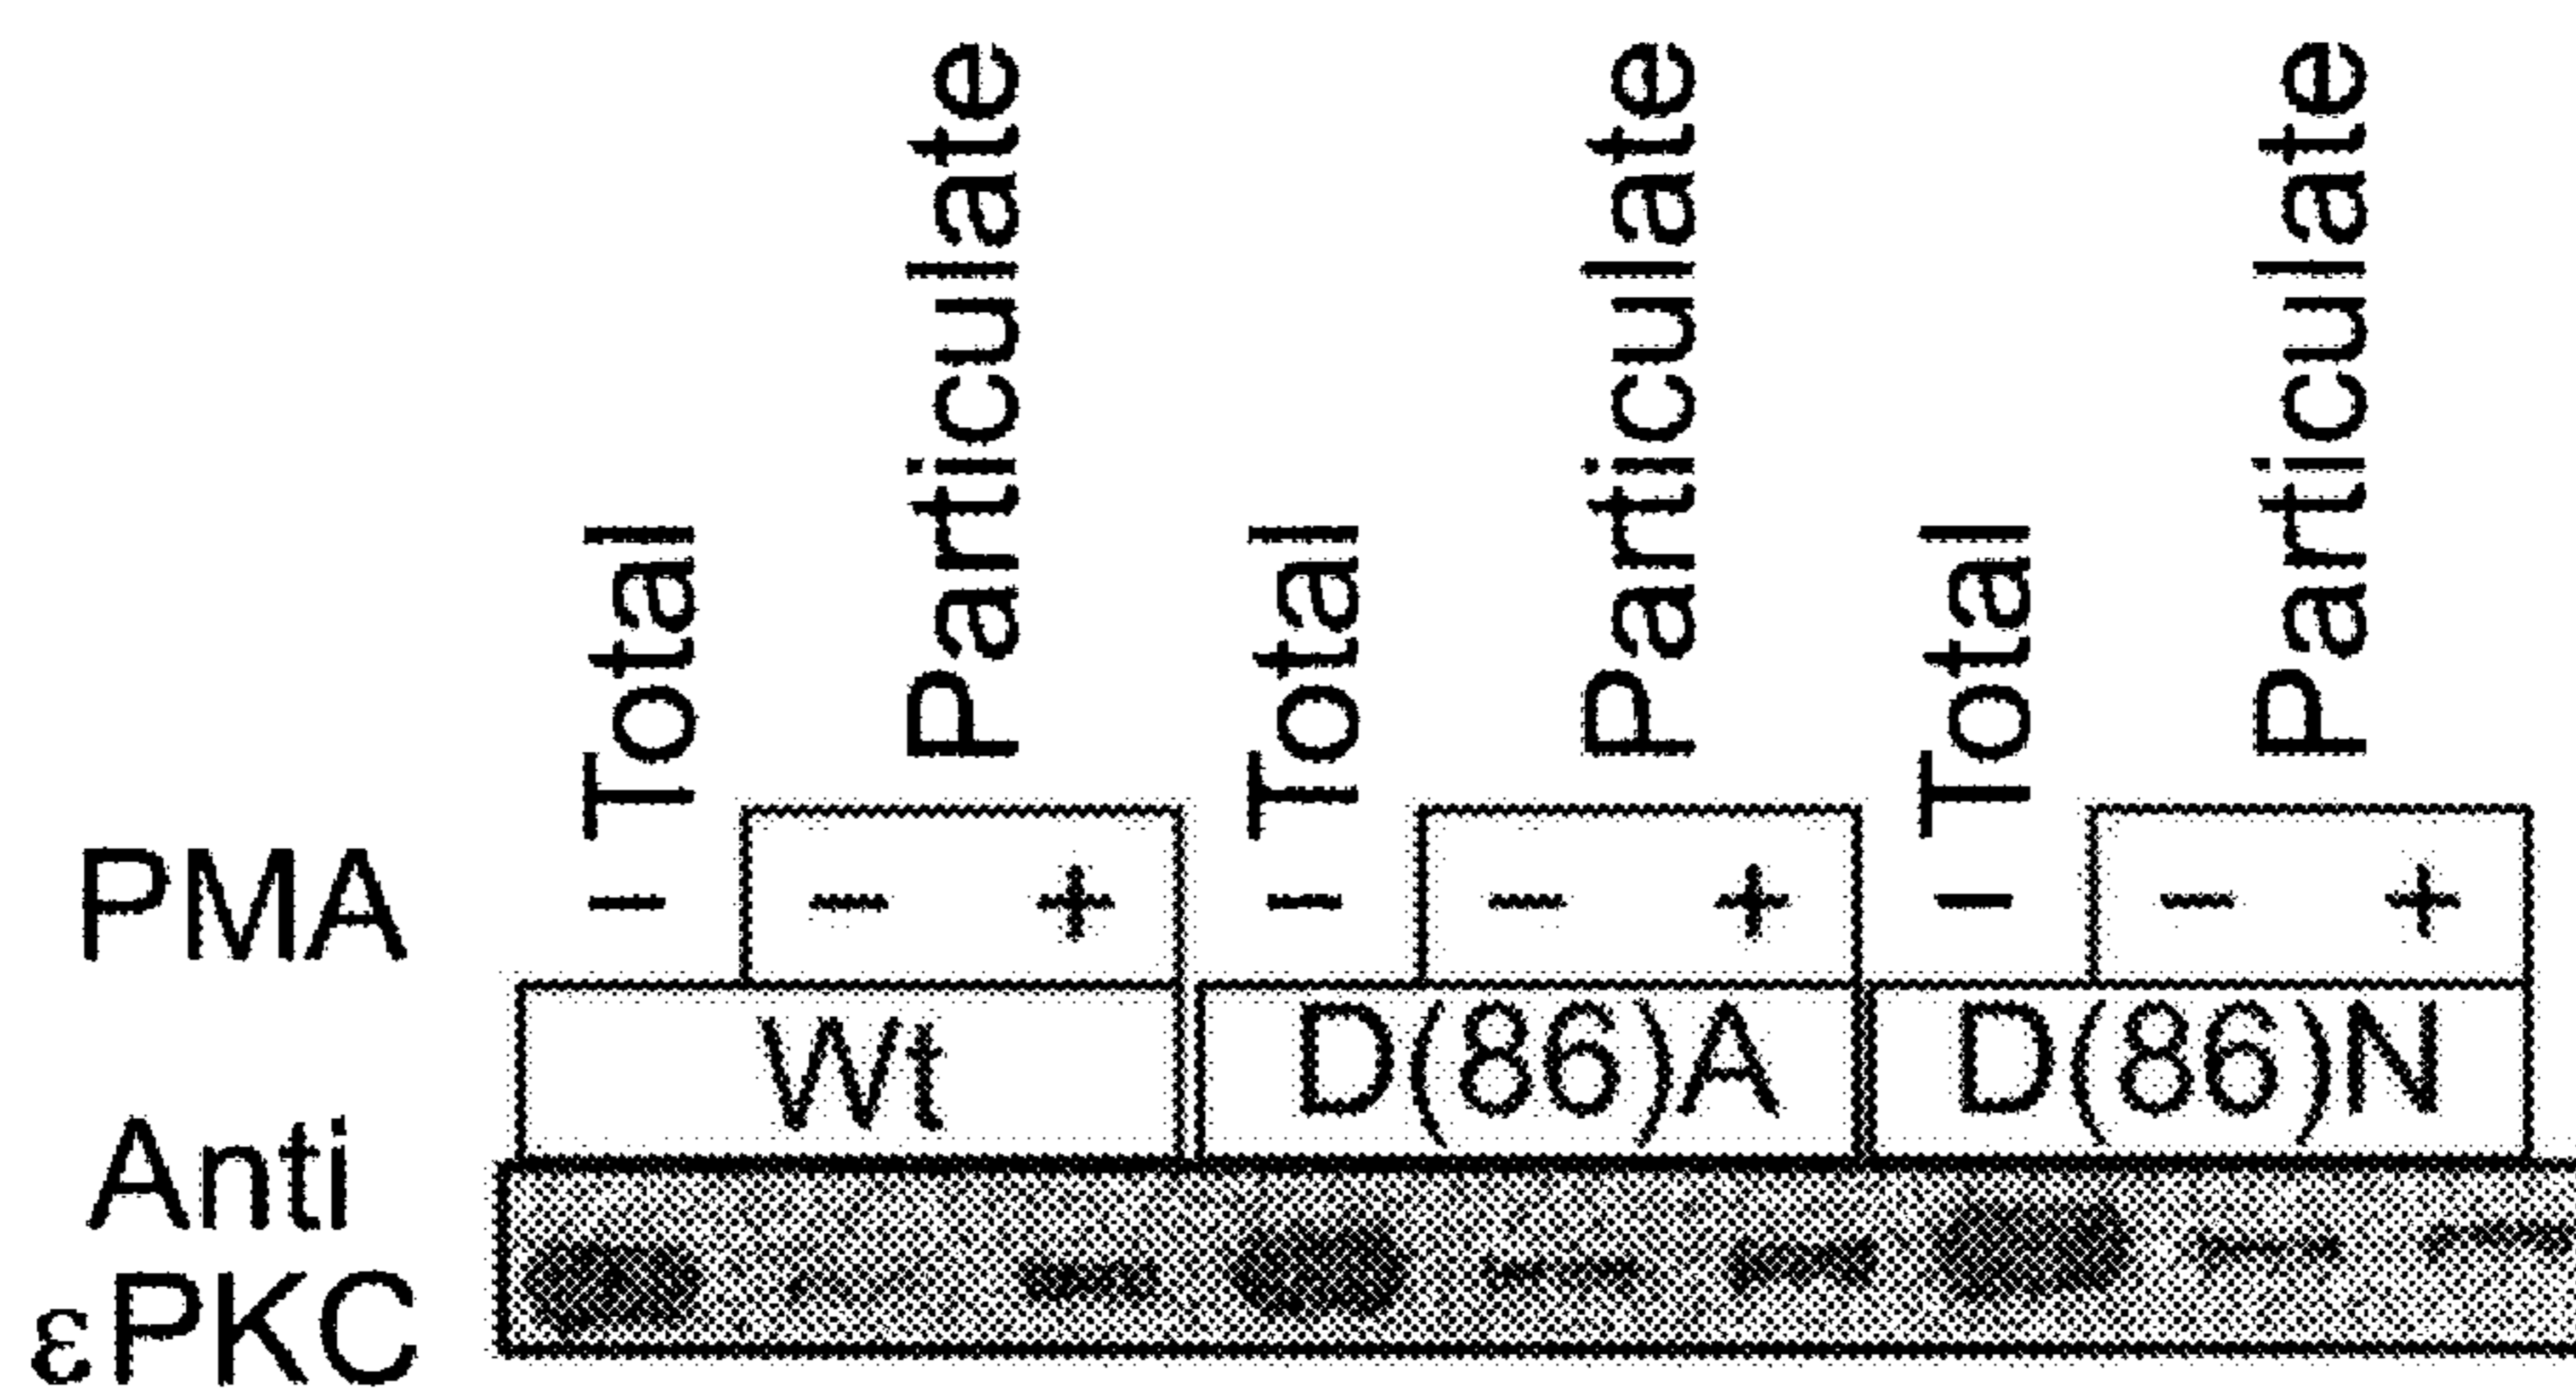 Total Particulate Total Particulate Total Particulate
PMA – – + – – + – – +
Wt D(86)A D(86)N
Anti
εPKC